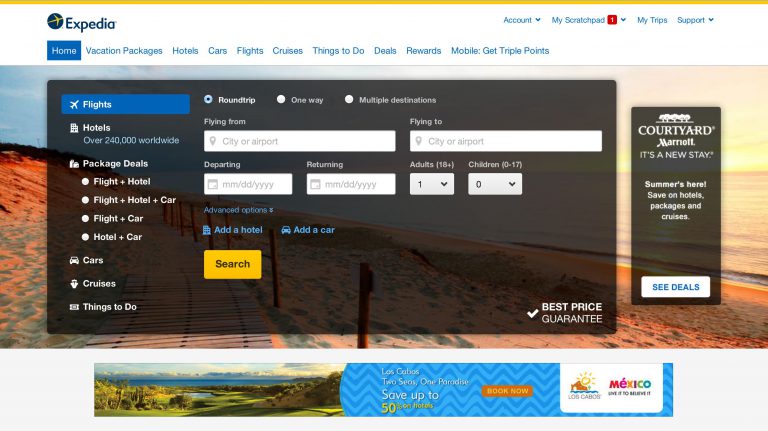 Expedia
Account
My Scratchpad 1
My Trips
Support
Home
Vacation Packages
Hotels
Cars
Flights
Cruises
Things to Do
Deals
Rewards
Mobile: Get Triple Points
Flights
Hotels
Over 240,000 worldwide
Package Deals
Flight + Hotel
Flight + Hotel + Car
Flight + Car
Hotel + Car
Cars
Cruises
Things to Do
Roundtrip
One way
Multiple destinations
Flying from
Flying to
City or airport
City or airport
Departing
Returning
Adults (18+)
Children (0-17)
mm/dd/yyyy
mm/dd/yyyy
1
0
Advanced options
Add a hotel
Add a car
Search
BEST PRICE
GUARANTEE
COURTYARD®
Marriott.
IT'S A NEW STAY.®
Summer's here!
Save on hotels,
packages and
cruises.
SEE DEALS
Los Cabos
Two Seas, One Paradise
Save up to
50% on hotels
BOOK NOW
LOS CABOS
MÉXICO
LIVE IT TO BELIEVE IT